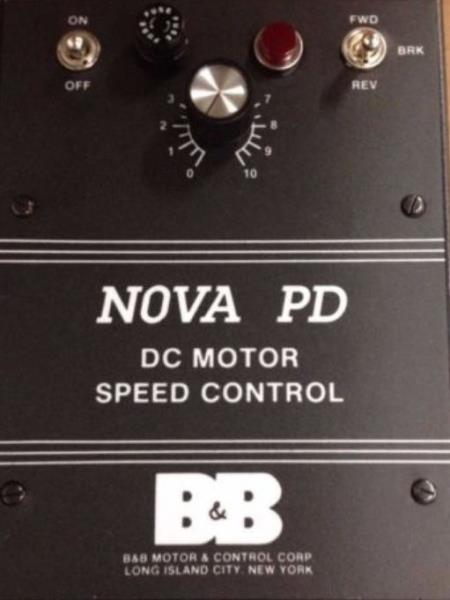 ON
FUSE
FWD
BRK
OFF
REV
3
7
2
8
1
9
0
10
NOVA PD
DC MOTOR
SPEED CONTROL
B&B
B&B MOTOR & CONTROL CORP
LONG ISLAND CITY. NEW YORK